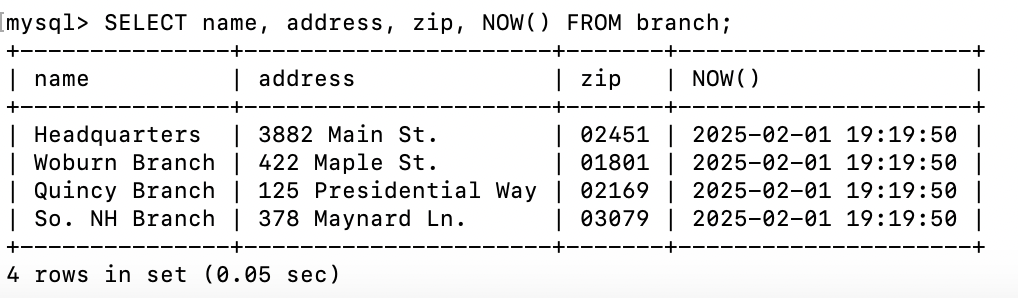 [mysql> SELECT name, address, zip, NOW() FROM branch;
+---------------+----------------------+-------+---------------------+
| name          | address              | zip   | NOW()               |
+---------------+----------------------+-------+---------------------+
| Headquarters  | 3882 Main St.        | 02451 | 2025-02-01 19:19:50 |
| Woburn Branch | 422 Maple St.        | 01801 | 2025-02-01 19:19:50 |
| Quincy Branch | 125 Presidential Way | 02169 | 2025-02-01 19:19:50 |
| So. NH Branch | 378 Maynard Ln.      | 03079 | 2025-02-01 19:19:50 |
+---------------+----------------------+-------+---------------------+
4 rows in set (0.05 sec)